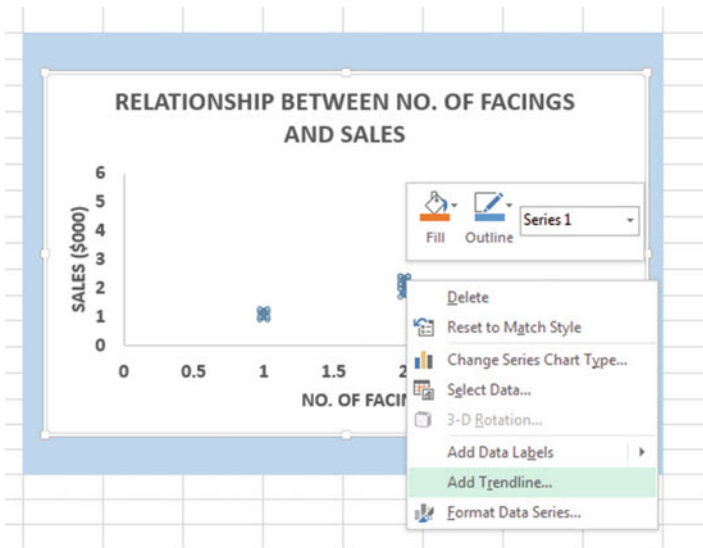 RELATIONSHIP BETWEEN NO. OF FACINGS
AND SALES
SALES ($000)
6
5
4
3
2
1
0
0 0.5 1 1.5 2
NO. OF FACIN
Fill Outline Series 1
Delete
Reset to Match Style
Change Series Chart Type...
Select Data...
3-D Rotation...
Add Data Labels
Add Trendline...
Format Data Series...